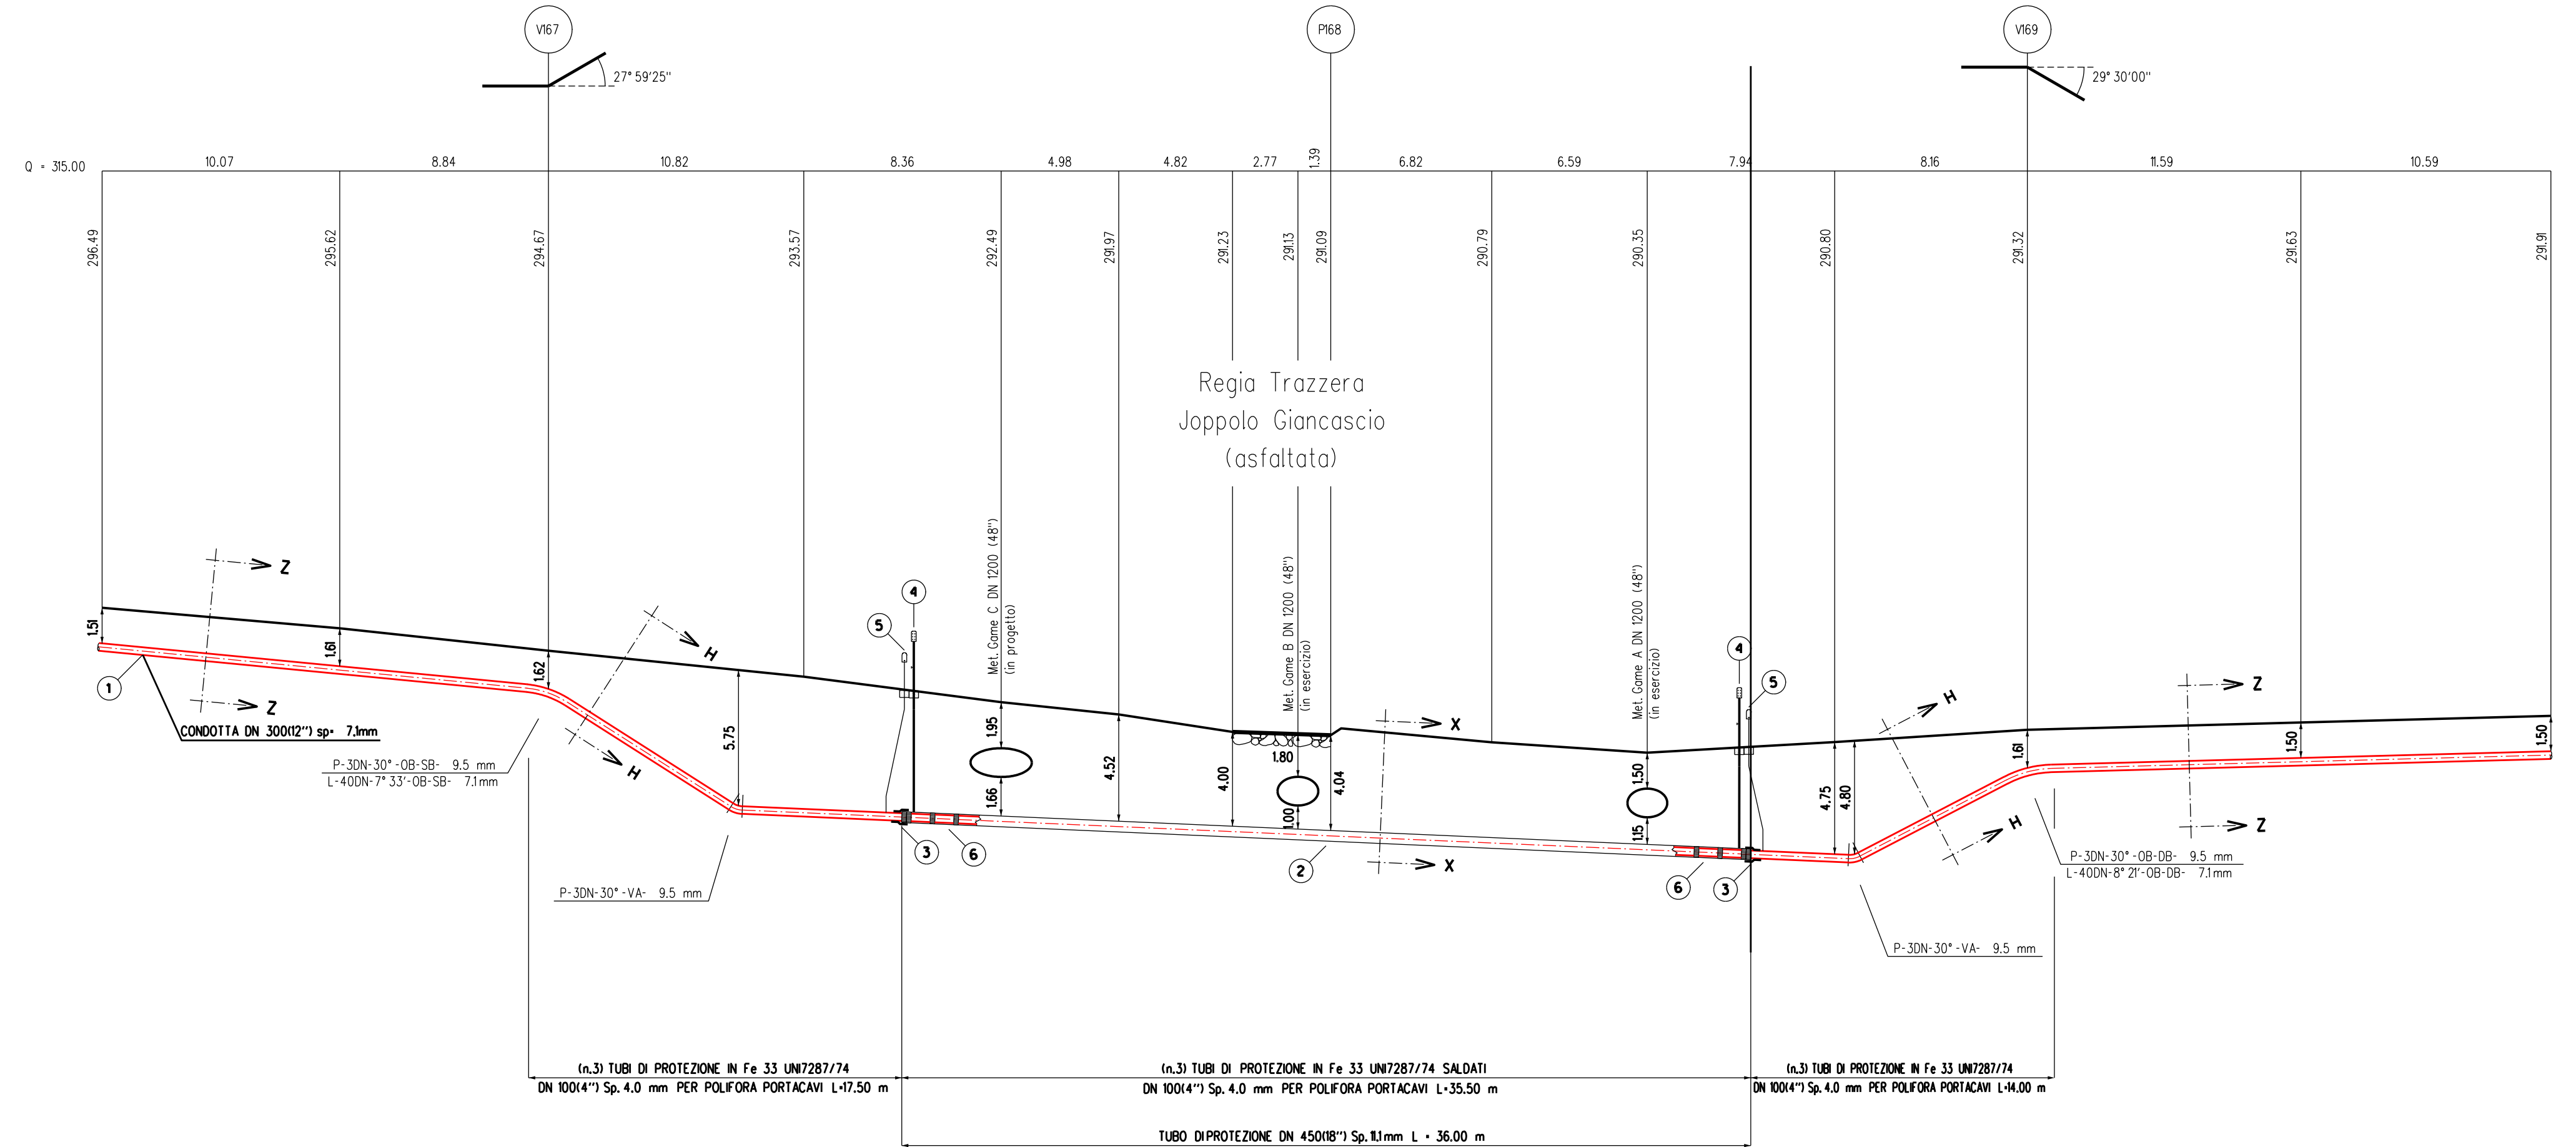 V167
P168
V169
27° 59'25"
29° 30'00"
Q = 315.00
10.07
8.84
10.82
8.36
4.98
4.82
2.77
1.39
6.82
6.59
7.94
8.16
11.59
10.59
296.49
295.62
294.67
293.57
292.49
291.97
291.23
291.13
291.09
290.79
290.35
290.80
291.32
291.63
291.91
Regia Trazzera
Joppolo Giancascio
(asfaltata)
Met. Game C DN 1200 (48")
(in progetto)
Met. Game B DN 1200 (48")
(in esercizio)
Met. Game A DN 1200 (48")
(in esercizio)
Z
Z
H
H
X
X
H
H
Z
Z
4
5
4
5
1.51
1.61
1.62
5.75
1.95
1.66
4.52
4.00
1.80
1.00
4.04
1.50
1.15
4.75
4.80
1.61
1.50
1.50
1
3
6
2
6
3
CONDOTTA DN 300(12") sp= 7.1mm
P-3DN-30°-OB-SB- 9.5 mm
L-40DN-7° 33'-OB-SB- 7.1mm
P-3DN-30°-VA- 9.5 mm
P-3DN-30°-OB-DB- 9.5 mm
L-40DN-8° 21'-OB-DB- 7.1mm
P-3DN-30°-VA- 9.5 mm
(n.3) TUBI DI PROTEZIONE IN Fe 33 UNI7287/74
DN 100(4") Sp. 4.0 mm PER POLIFORA PORTACAVI L=17.50 m
(n.3) TUBI DI PROTEZIONE IN Fe 33 UNI7287/74 SALDATI
DN 100(4") Sp. 4.0 mm PER POLIFORA PORTACAVI L=35.50 m
(n.3) TUBI DI PROTEZIONE IN Fe 33 UNI7287/74
DN 100(4") Sp. 4.0 mm PER POLIFORA PORTACAVI L=14.00 m
TUBO DI PROTEZIONE DN 450(18") Sp. 11.1 mm L = 36.00 m